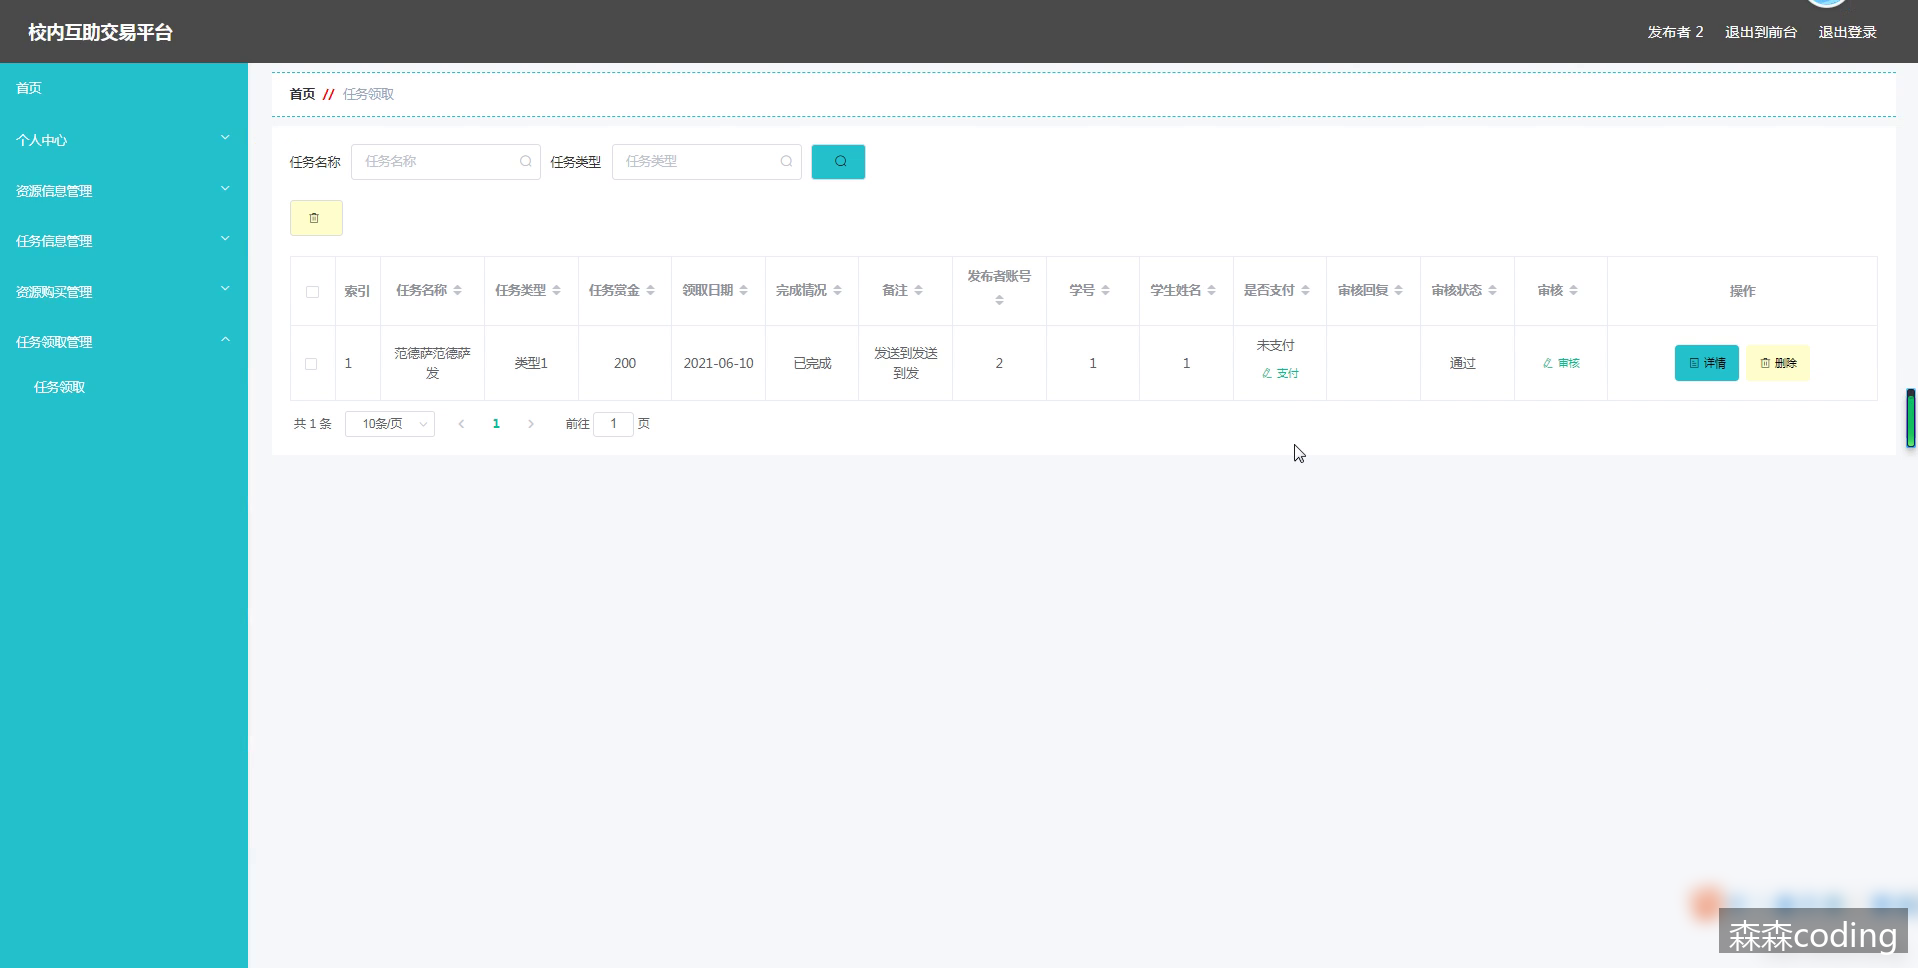 校内互助交易平台
发布者 2 退出到前台 退出登录
首页
个人中心
资源信息管理
任务信息管理
资源购买管理
任务领取管理
任务领取
首页 // 任务领取
任务名称 任务名称 任务类型 任务类型
索引 任务名称 任务类型 任务赏金 领取日期 完成情况 备注 发布者账号 学号 学生姓名 是否支付 审核回复 审核状态 审核 操作
1 范德萨范德萨发 类型1 200 2021-06-10 已完成 发送到发送到发 2 1 1 未支付 支付 通过 审核 详情 删除
共 1 条 10条/页 1 前往 1 页
森森coding